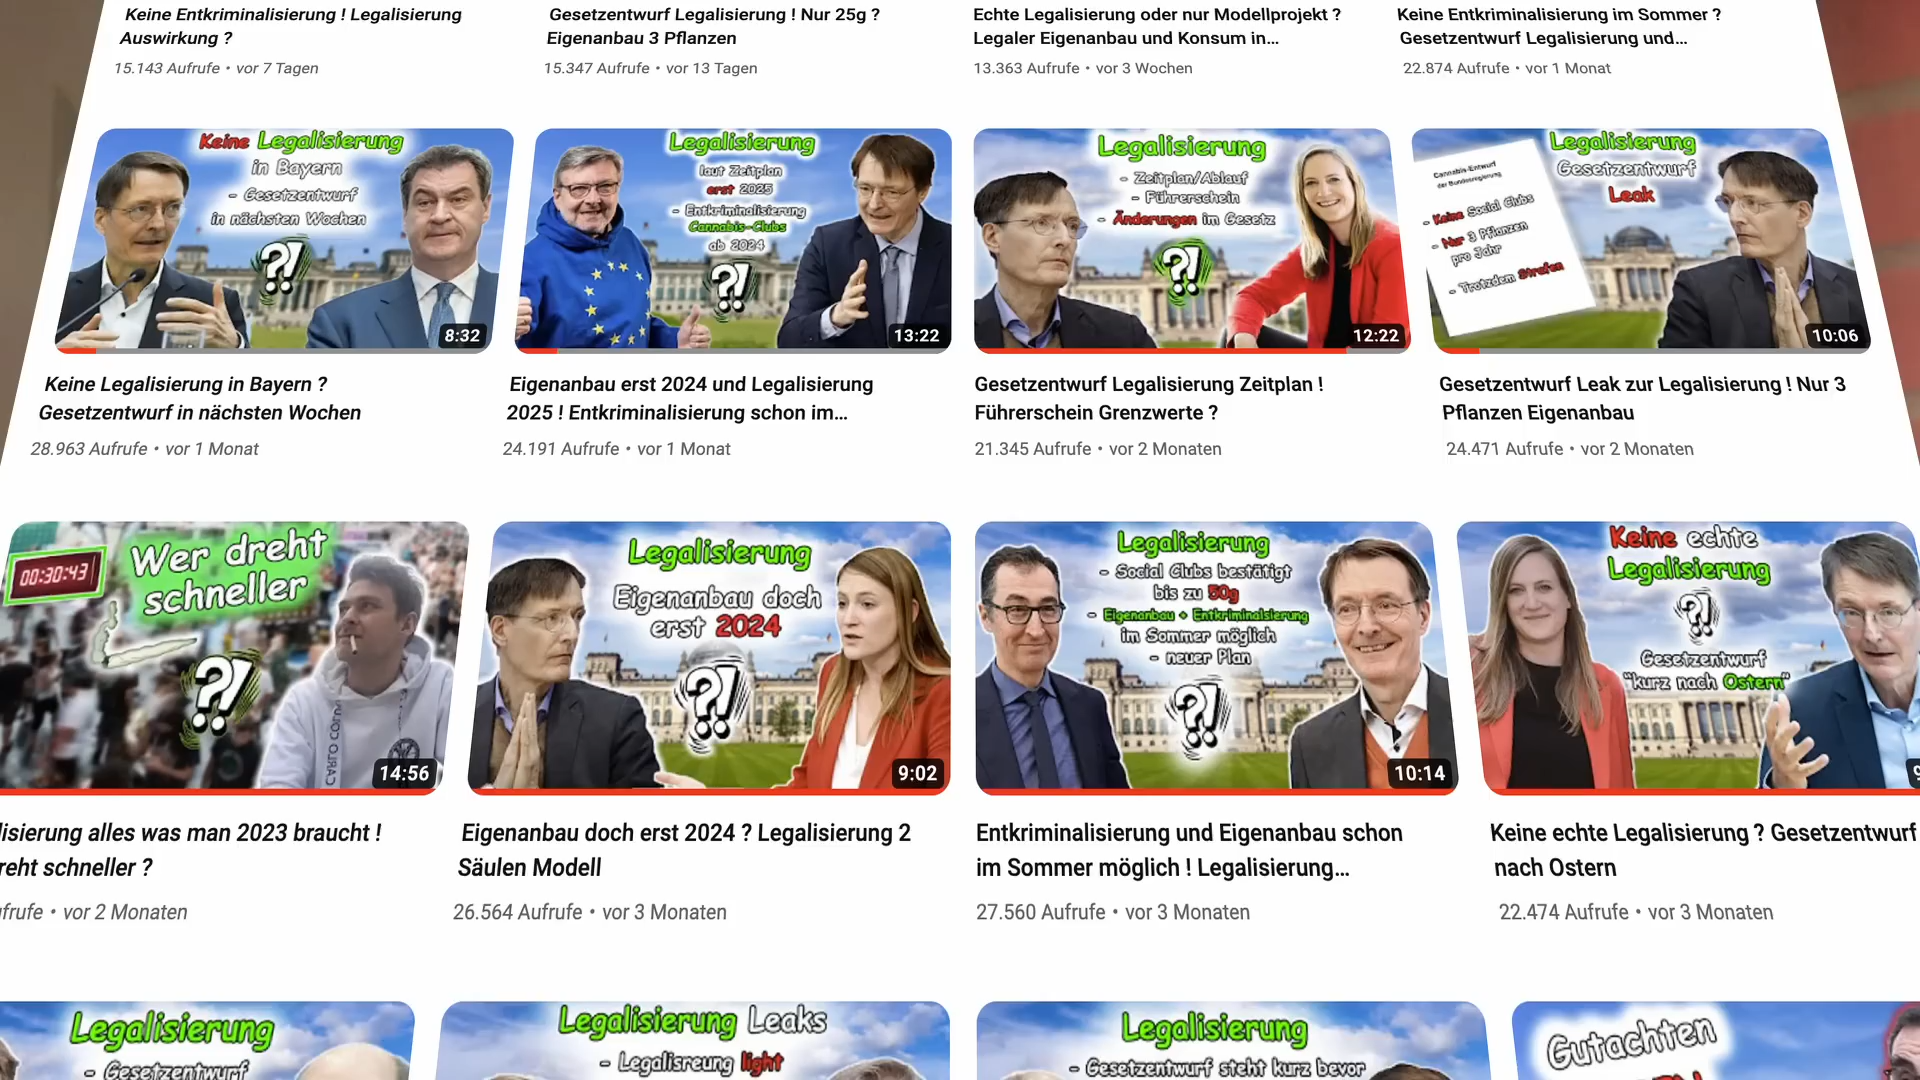 Keine Entkriminalisierung ! Legalisierung
Auswirkung ?
15.143 Aufrufe • vor 7 Tagen
Gesetzentwurf Legalisierung ! Nur 25g ?
Eigenanbau 3 Pflanzen
15.347 Aufrufe • vor 13 Tagen
Echte Legalisierung oder nur Modellprojekt ?
Legaler Eigenanbau und Konsum in...
13.363 Aufrufe • vor 3 Wochen
Keine Entkriminalisierung im Sommer ?
Gesetzentwurf Legalisierung und...
22.874 Aufrufe • vor 1 Monat
Keine Legalisierung
in Bayern
- Gesetzentwurf
in nächsten Wochen
?!
8:32
Keine Legalisierung in Bayern ?
Gesetzentwurf in nächsten Wochen
28.963 Aufrufe • vor 1 Monat
Legalisierung
laut Zeitplan
erst 2025
- Entkriminalisierung
Cannabis-Clubs
ab 2024
?!
13:22
Eigenanbau erst 2024 und Legalisierung
2025 ! Entkriminalisierung schon im...
24.191 Aufrufe • vor 1 Monat
Legalisierung
- Zeitplan/Ablauf
- Führerschein
- Änderungen im Gesetz
?!
12:22
Gesetzentwurf Legalisierung Zeitplan !
Führerschein Grenzwerte ?
21.345 Aufrufe • vor 2 Monaten
Legalisierung
Gesetzentwurf
Leak
Cannabis-Entwurf
der Bundesregierung
- Keine Social Clubs
- Nur 3 Pflanzen
pro Jahr
- Trotzdem Strafen
10:06
Gesetzentwurf Leak zur Legalisierung ! Nur 3
Pflanzen Eigenanbau
24.471 Aufrufe • vor 2 Monaten
00:30:43
Wer dreht
schneller
?!
CARLO COLU
14:56
lisierung alles was man 2023 braucht !
reht schneller ?
ufrufe • vor 2 Monaten
Legalisierung
Eigenanbau doch
erst 2024
?!
9:02
Eigenanbau doch erst 2024 ? Legalisierung 2
Säulen Modell
26.564 Aufrufe • vor 3 Monaten
Legalisierung
- Social Clubs bestätigt
bis zu 50g
- Eigenanbau + Entkriminalsierung
im Sommer möglich
- neuer Plan
?!
10:14
Entkriminalisierung und Eigenanbau schon
im Sommer möglich ! Legalisierung...
27.560 Aufrufe • vor 3 Monaten
Keine echte
Legalisierung
?!
Gesetzentwurf
"kurz nach Ostern"
9
Keine echte Legalisierung ? Gesetzentwurf
nach Ostern
22.474 Aufrufe • vor 3 Monaten
Legalisierung
- Gesetzentwurf
Legalisierung Leaks
- Legalisreung light
Legalisierung
- Gesetzentwurf steht kurz bevor
Gutachten